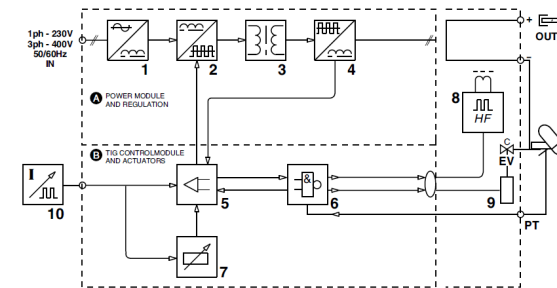 1ph - 230V
3ph - 400V
50/60Hz
IN
1
2
3
4
+
OUT
-
A POWER MODULE
AND REGULATION
8
HF
B TIG CONTROLMODULE
AND ACTUATORS
C
EV
I
10
5
&
6
9
PT
7